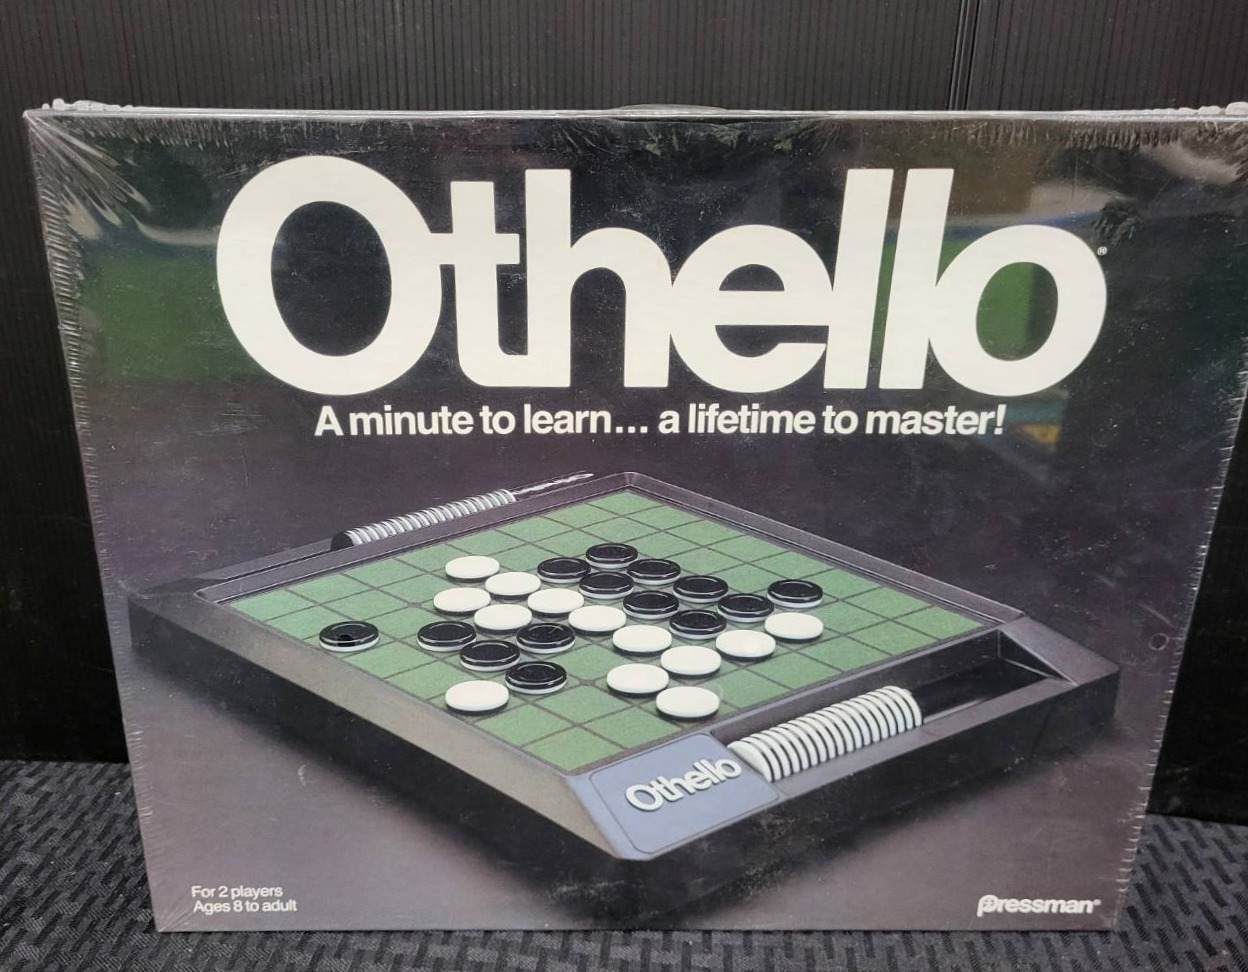 Othello®
A minute to learn... a lifetime to master!
Othello
For 2 players
Ages 8 to adult
pressman®